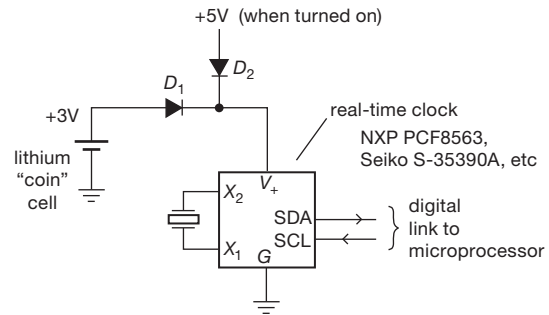 +5V (when turned on)
D2
D1
+3V
lithium
“coin”
cell
real-time clock
NXP PCF8563,
Seiko S-35390A, etc
V+
X2
X1
SDA
SCL
G
digital
link to
microprocessor